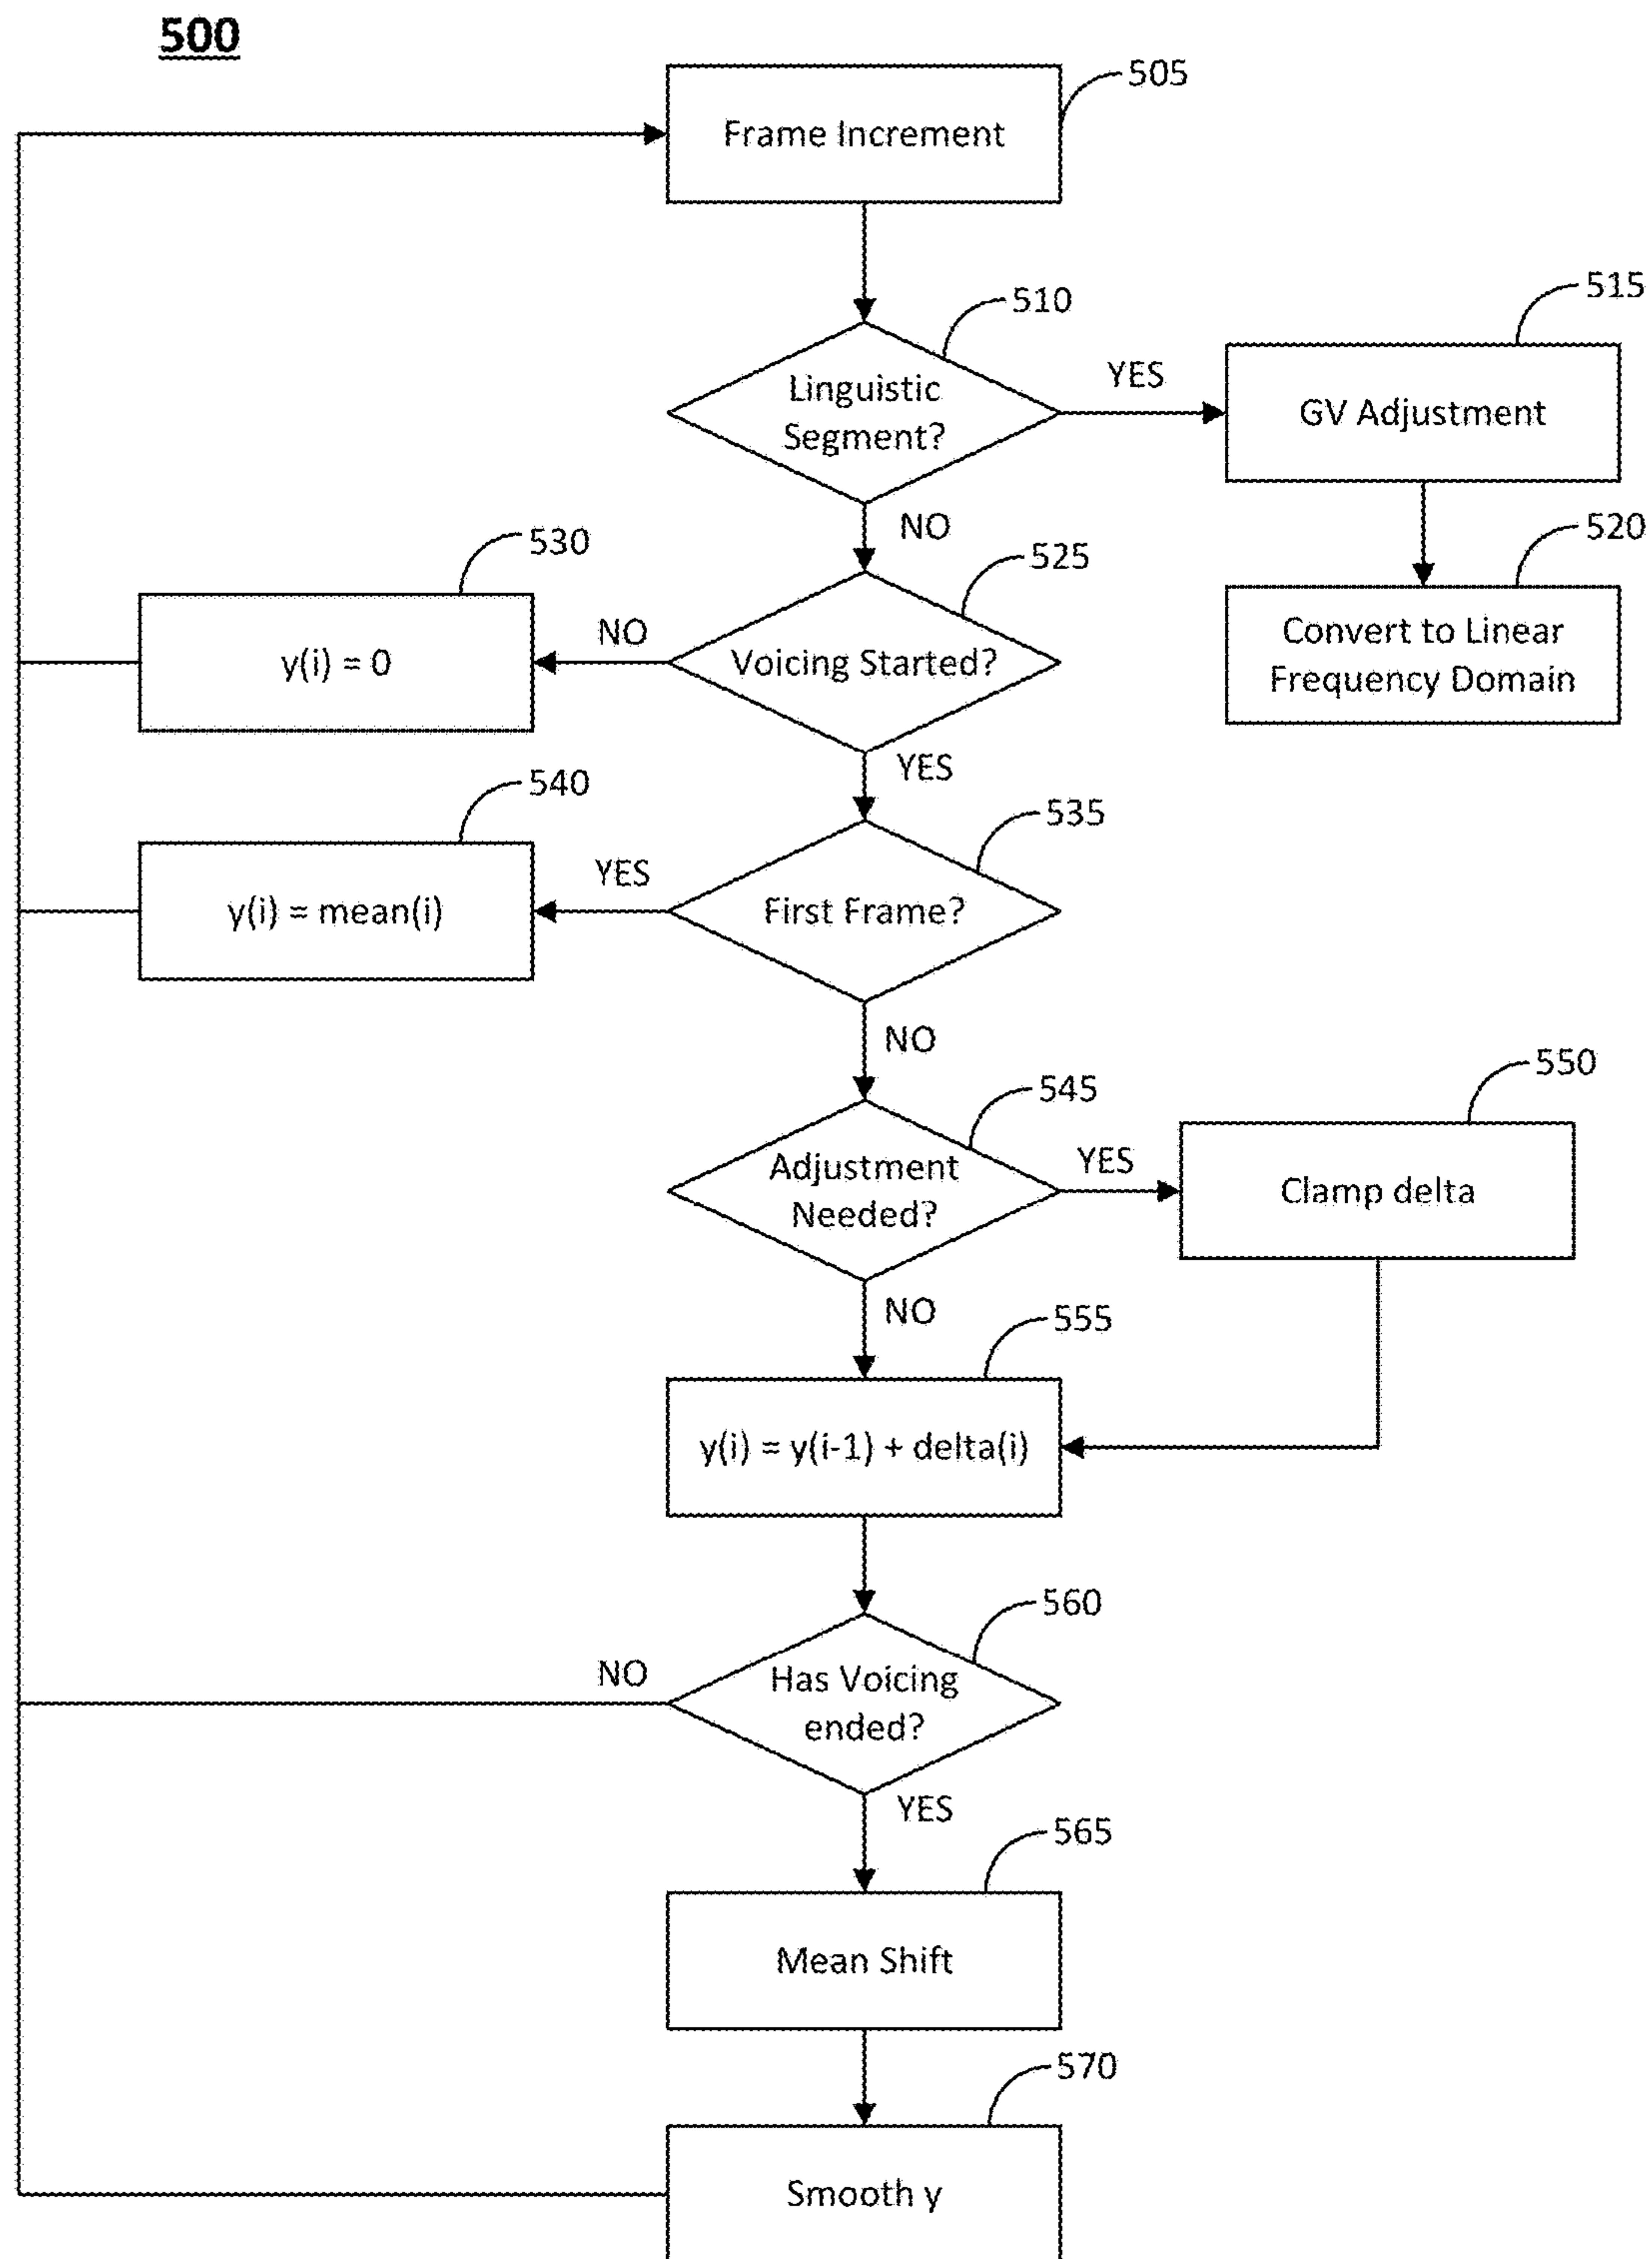 500
505
Frame Increment
510
515
Linguistic
Segment?
YES
GV Adjustment
NO
520
Convert to Linear
Frequency Domain
530
525
y(i) = 0
NO
Voicing Started?
YES
540
535
y(i) = mean(i)
YES
First Frame?
NO
545
550
Adjustment
Needed?
YES
Clamp delta
NO
555
y(i) = y(i-1) + delta(i)
560
NO
Has Voicing
ended?
YES
565
Mean Shift
570
Smooth y